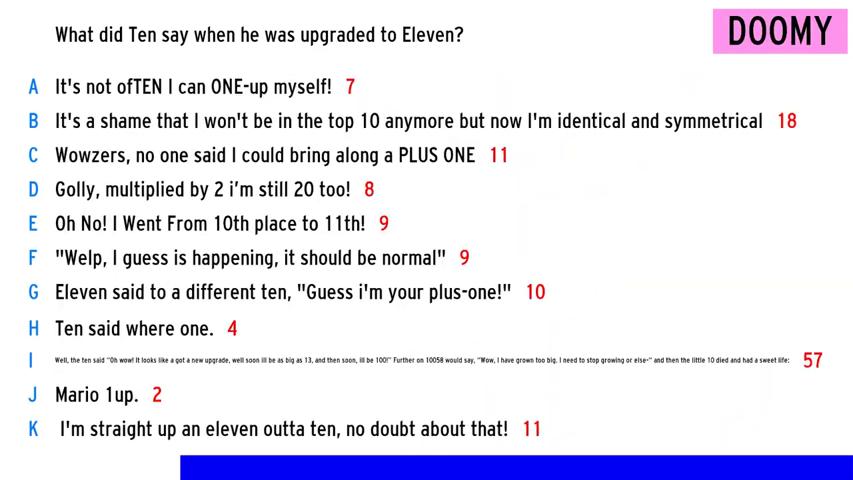 What did Ten say when he was upgraded to Eleven?
DOOMY
A It's not ofTEN I can ONE-up myself! 7
B It's a shame that I won't be in the top 10 anymore but now I'm identical and symmetrical 18
C Wowzers, no one said I could bring along a PLUS ONE 11
D Golly, multiplied by 2 i'm still 20 too! 8
E Oh No! I Went From 10th place to 11th! 9
F "Welp, I guess is happening, it should be normal" 9
G Eleven said to a different ten, "Guess i'm your plus-one!" 10
H Ten said where one. 4
I Well, the ten said "Oh wow! It looks like a got a new upgrade, well soon ill be as big as 13, and then soon, ill be 100!" Further on 10058 would say, "Wow, I have grown too big. I need to stop growing or else-" and then the little 10 died and had a sweet life: 57
J Mario 1up. 2
K I'm straight up an eleven outta ten, no doubt about that! 11